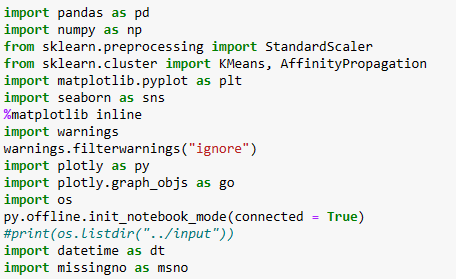 import pandas as pd
import numpy as np
from sklearn.preprocessing import StandardScaler
from sklearn.cluster import KMeans, AffinityPropagation
import matplotlib.pyplot as plt
import seaborn as sns
%matplotlib inline
import warnings
warnings.filterwarnings("ignore")
import plotly as py
import plotly.graph_objs as go
import os
py.offline.init_notebook_mode(connected = True)
#print(os.listdir("../input"))
import datetime as dt
import missingno as msno